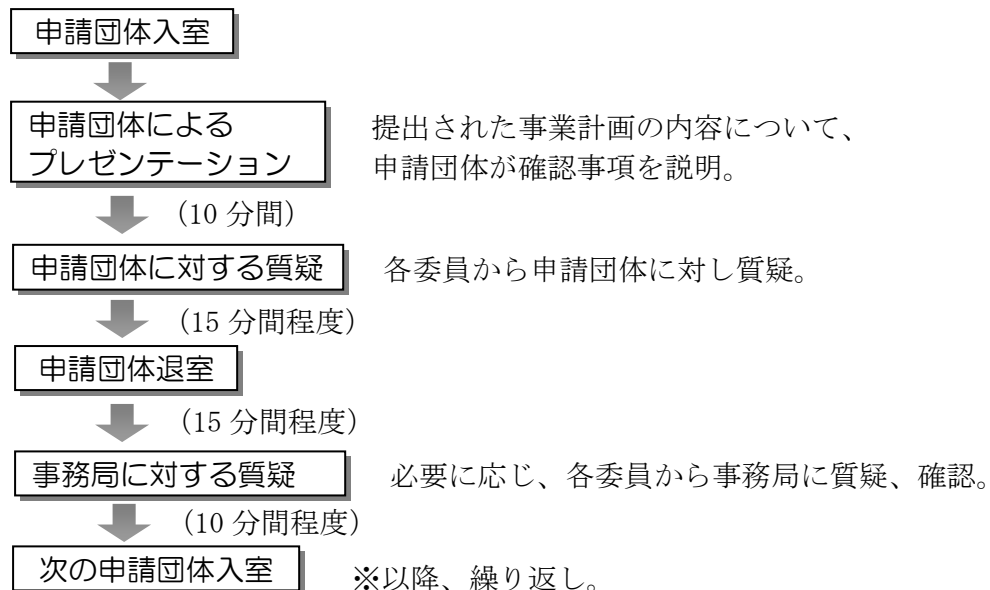 申請団体入室
申請団体による
プレゼンテーション
提出された事業計画の内容について、
申請団体が確認事項を説明。
（10 分間）
申請団体に対する質疑
各委員から申請団体に対し質疑。
（15 分間程度）
申請団体退室
（15 分間程度）
事務局に対する質疑
必要に応じ、各委員から事務局に質疑、確認。
（10 分間程度）
次の申請団体入室
※以降、繰り返し。